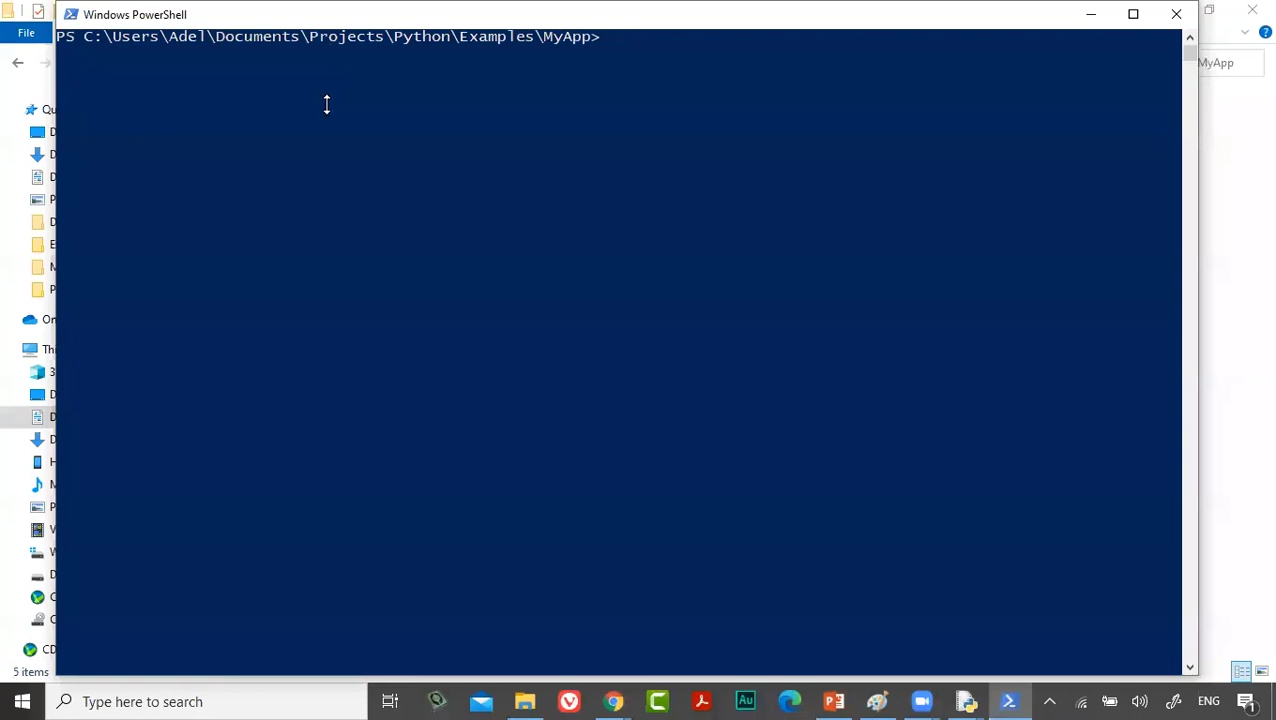 Windows PowerShell
File
PS C:\Users\Adel\Documents\Projects\Python\Examples\MyApp>
MyApp
5 items
Type here to search
ENG
1